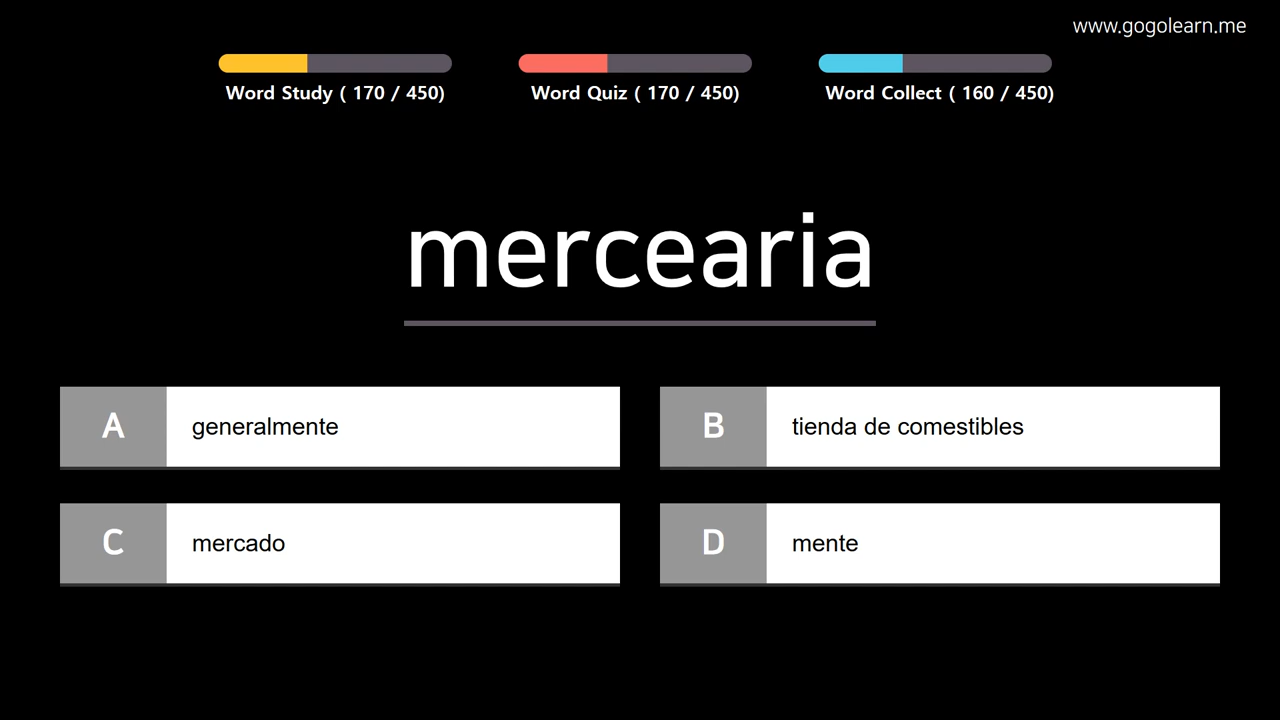 www.gogolearn.me
Word Study ( 170 / 450)
Word Quiz ( 170 / 450)
Word Collect ( 160 / 450)
mercearia
A generalmente
B tienda de comestibles
C mercado
D mente